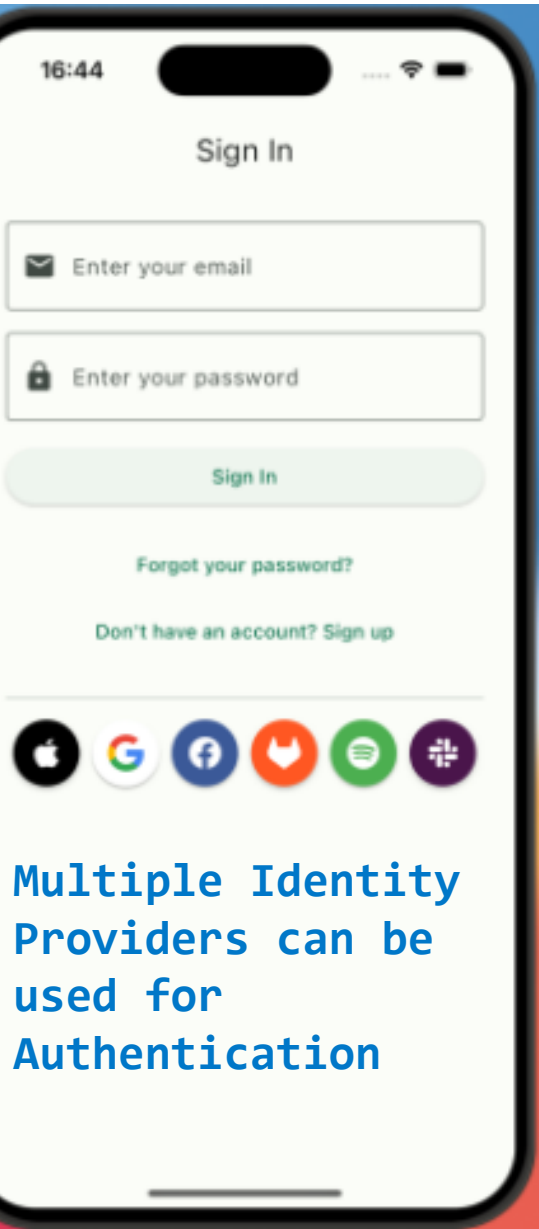 16:44
Sign In
Enter your email
Enter your password
Sign In
Forgot your password?
Don't have an account? Sign up
Multiple Identity
Providers can be
used for
Authentication